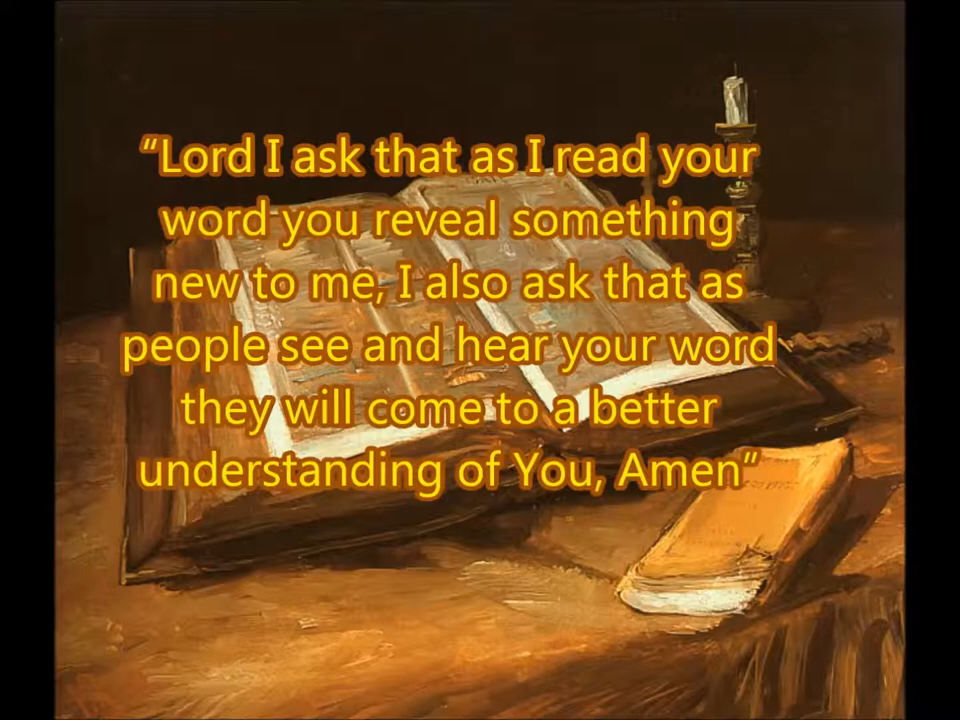 “Lord I ask that as I read your
word you reveal something
new to me, I also ask that as
people see and hear your word
they will come to a better
understanding of You, Amen”